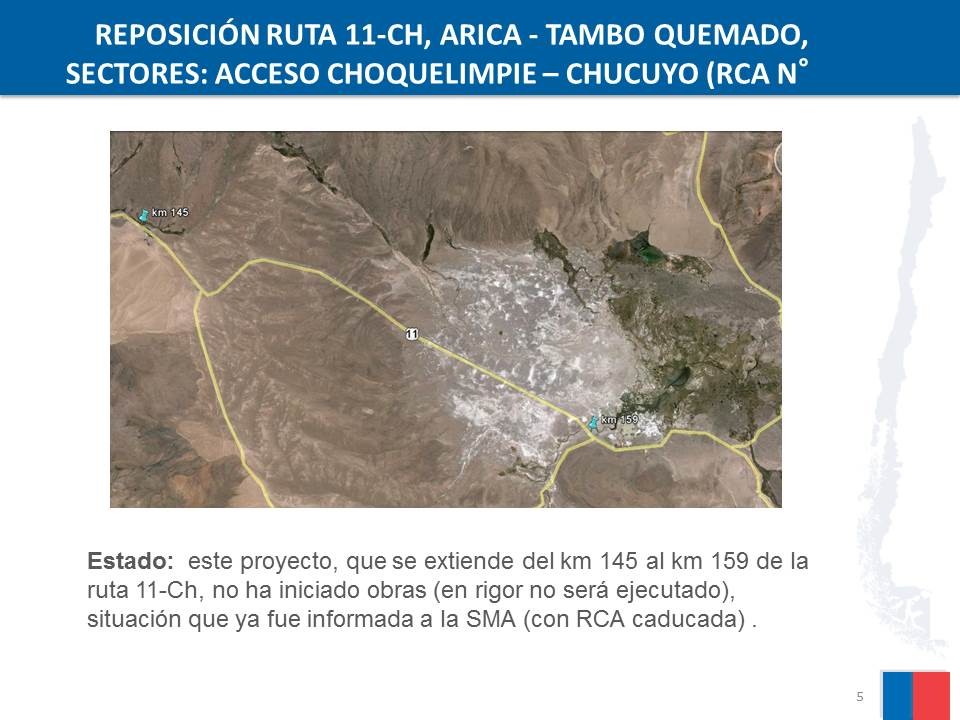 REPOSICIÓN RUTA 11-CH, ARICA - TAMBO QUEMADO,
SECTORES: ACCESO CHOQUELIMPIE – CHUCUYO (RCA N°
km 145
11
km 159
Estado: este proyecto, que se extiende del km 145 al km 159 de la
ruta 11-Ch, no ha iniciado obras (en rigor no será ejecutado),
situación que ya fue informada a la SMA (con RCA caducada) .
5